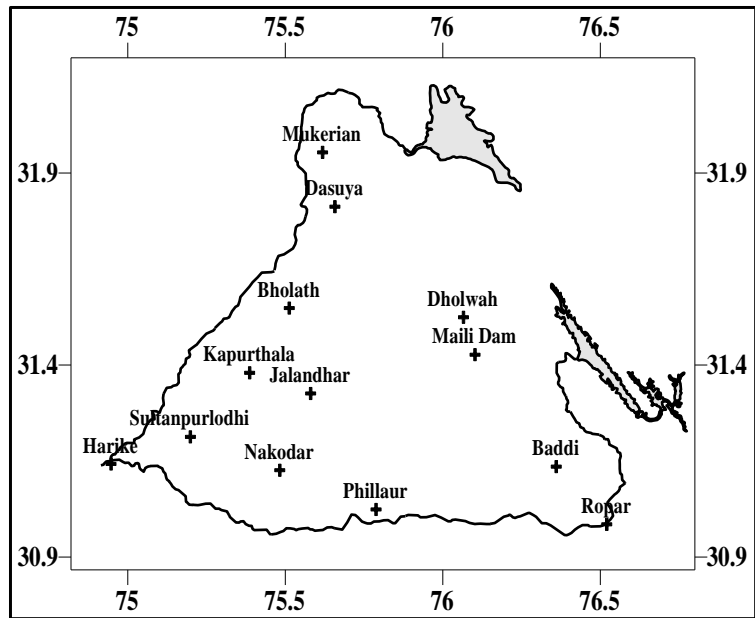 75 75.5 76 76.5
Mukerian
31.9 31.9
Dasuya
Bholath
Dholwah
Maili Dam
Kapurthala
31.4 31.4
Jalandhar
Sultanpurlodhi
Harike
Nakodar
Baddi
Phillaur
Ropar
30.9 30.9
75 75.5 76 76.5